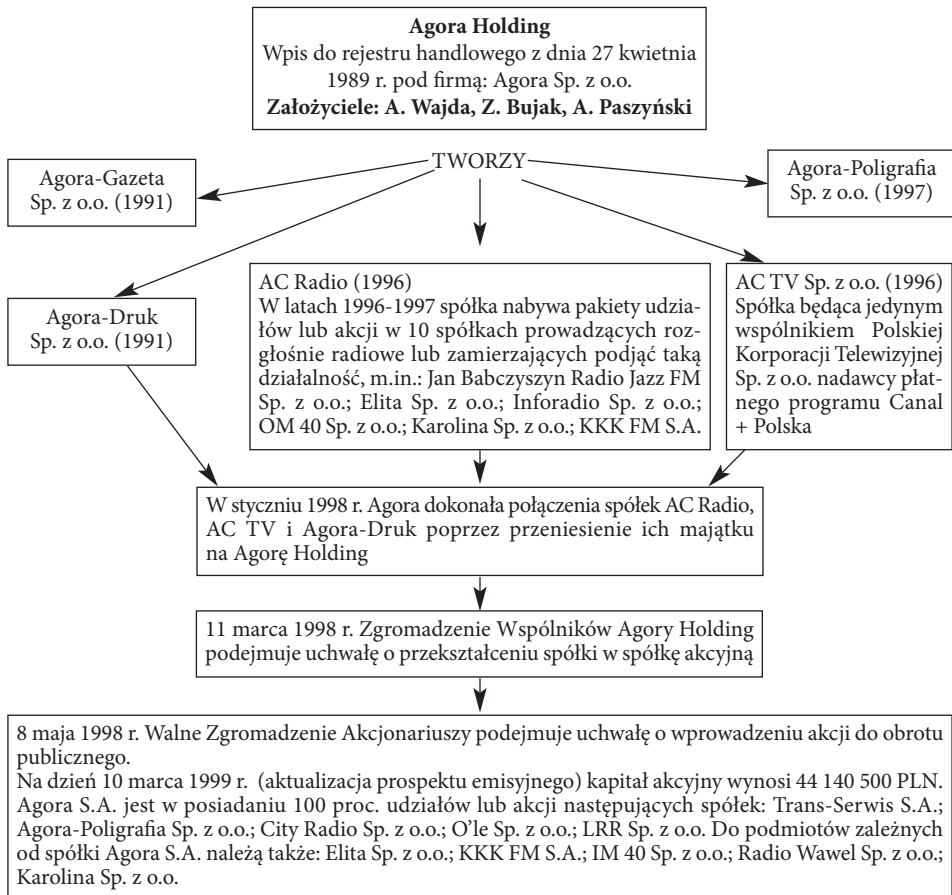 Agora Holding
Wpis do rejestru handlowego z dnia 27 kwietnia
1989 r. pod firmą: Agora Sp. z o.o.
Założyciele: A. Wajda, Z. Bujak, A. Paszyński
TWORZY
Agora-Gazeta
Sp. z o.o. (1991)
Agora-Poligrafia
Sp. z o.o. (1997)
Agora-Druk
Sp. z o.o. (1991)
AC Radio (1996)
W latach 1996-1997 spółka nabywa pakiety udzia-
łów lub akcji w 10 spółkach prowadzących roz-
głośnie radiowe lub zamierzających podjąć taką
działalność, m.in.: Jan Babczyszyn Radio Jazz FM
Sp. z o.o.; Elita Sp. z o.o.; Inforadio Sp. z o.o.;
OM 40 Sp. z o.o.; Karolina Sp. z o.o.; KKK FM S.A.
AC TV Sp. z o.o. (1996)
Spółka będąca jedynym
wspólnikiem Polskiej
Korporacji Telewizyjnej
Sp. z o.o. nadawcy płat-
nego programu Canal
+ Polska
W styczniu 1998 r. Agora dokonała połączenia spółek AC Radio,
AC TV i Agora-Druk poprzez przeniesienie ich majątku
na Agorę Holding
11 marca 1998 r. Zgromadzenie Wspólników Agory Holding
podejmuje uchwałę o przekształceniu spółki w spółkę akcyjną
8 maja 1998 r. Walne Zgromadzenie Akcjonariuszy podejmuje uchwałę o wprowadzeniu akcji do obrotu
publicznego.
Na dzień 10 marca 1999 r. (aktualizacja prospektu emisyjnego) kapitał akcyjny wynosi 44 140 500 PLN.
Agora S.A. jest w posiadaniu 100 proc. udziałów lub akcji następujących spółek: Trans-Serwis S.A.;
Agora-Poligrafia Sp. z o.o.; City Radio Sp. z o.o.; O'le Sp. z o.o.; LRR Sp. z o.o. Do podmiotów zależnych
od spółki Agora S.A. należą także: Elita Sp. z o.o.; KKK FM S.A.; IM 40 Sp. z o.o.; Radio Wawel Sp. z o.o.;
Karolina Sp. z o.o.